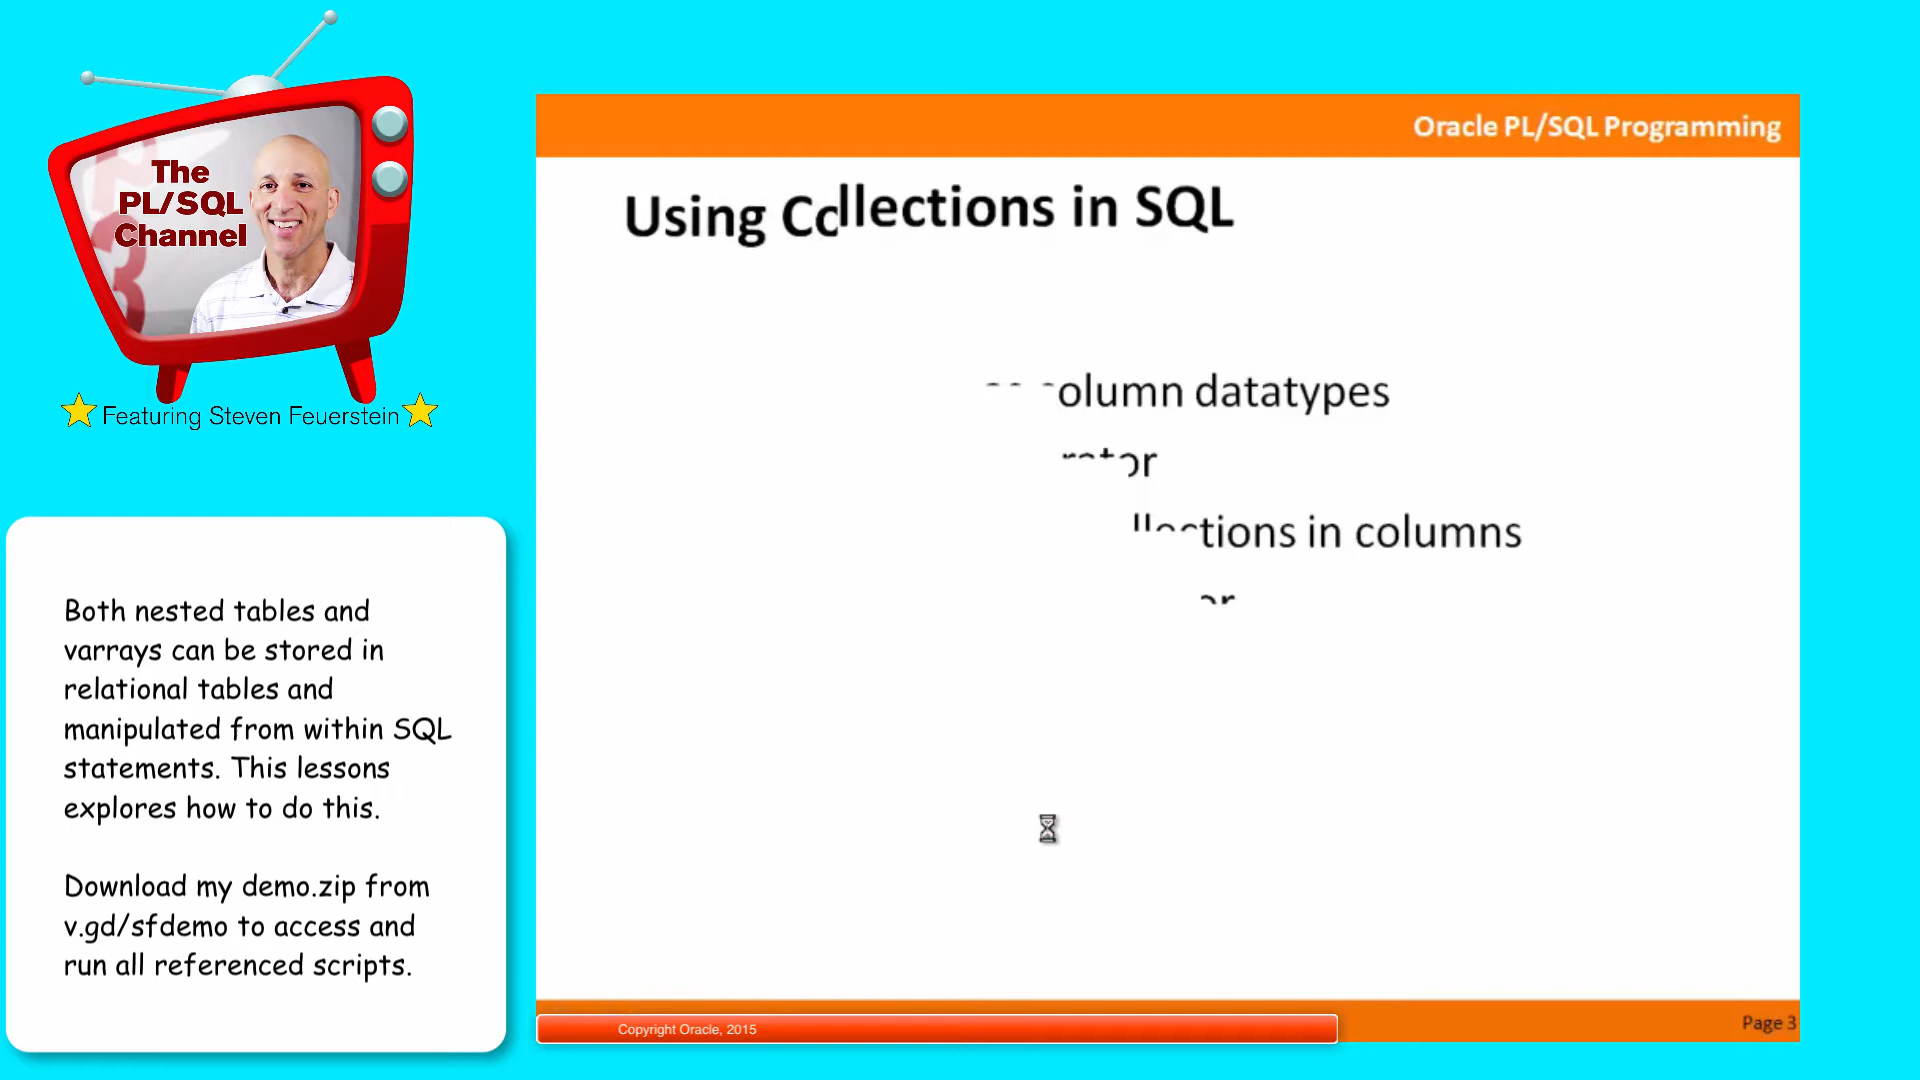 Oracle PL/SQL Programming
The
PL/SQL
Channel
Using Collections in SQL
column datatypes
Featuring Steven Feuerstein
in columns
Both nested tables and
varrays can be stored in
relational tables and
manipulated from within SQL
statements. This lessons
explores how to do this.
Download my demo.zip from
v.gd/sfdemo to access and
run all referenced scripts.
Copyright Oracle, 2015
Page 3